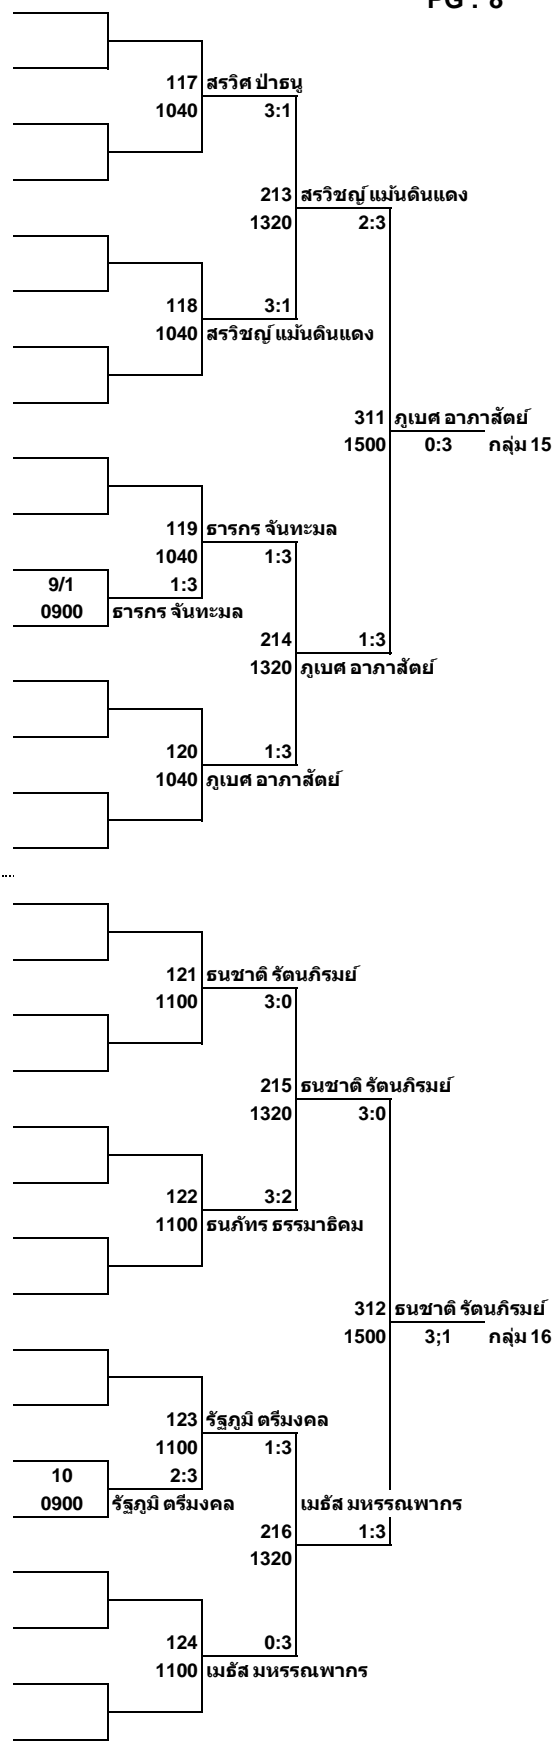 PG : 8
117 สรวิศ ป่าธนู
1040 3:1
213 สรวิชญ์ แม้นดินแดง
1320 2:3
118 3:1
1040 สรวิชญ์ แม้นดินแดง
311 ภูเบศ อาภาสัตย์
1500 0:3 กลุ่ม 15
119 ธารกร จันทะมล
1040 1:3
9/1 1:3
0900 ธารกร จันทะมล
214 1:3
1320 ภูเบศ อาภาสัตย์
120 1:3
1040 ภูเบศ อาภาสัตย์
121 ธนชาติ รัตนภิรมย์
1100 3:0
215 ธนชาติ รัตนภิรมย์
1320 3:0
122 3:2
1100 ธนภัทร ธรรมาธิคม
312 ธนชาติ รัตนภิรมย์
1500 3;1 กลุ่ม 16
123 รัฐภูมิ ตรีมงคล
1100 1:3
10 2:3
0900 รัฐภูมิ ตรีมงคล เมธัส มหรรณพากร
216 1:3
1320
124 0:3
1100 เมธัส มหรรณพากร